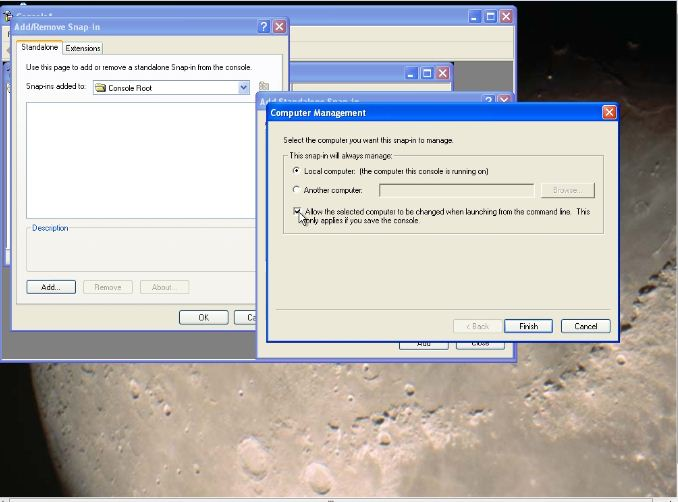 Add/Remove Snap-in
Standalone
Extensions
Use this page to add or remove a standalone Snap-in from the console.
Snap-ins added to:
Console Root
Description
Add...
Remove
About...
OK
Add Standalone Snap-in
Computer Management
Select the computer you want this snap-in to manage.
This snap-in will always manage:
Local computer: (the computer this console is running on)
Another computer:
Browse...
Allow the selected computer to be changed when launching from the command line. This
only applies if you save the console.
< Back
Finish
Cancel
Add
Close